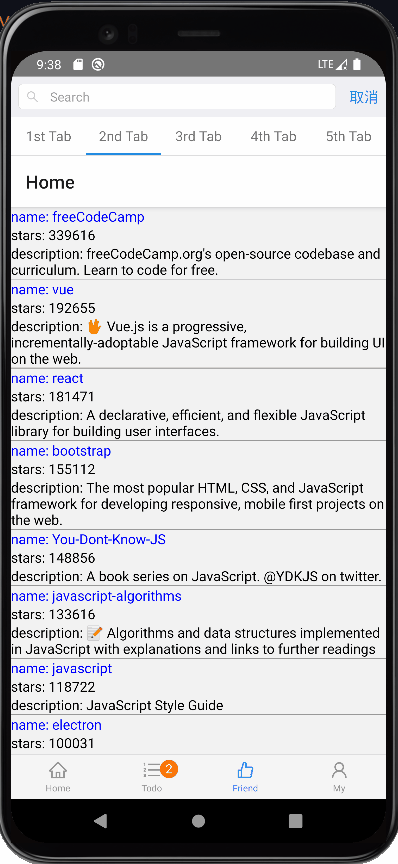 9:38 LTE
Search 取消
1st Tab 2nd Tab 3rd Tab 4th Tab 5th Tab
Home
name: freeCodeCamp
stars: 339616
description: freeCodeCamp.org's open-source codebase and
curriculum. Learn to code for free.
name: vue
stars: 192655
description: 🖖 Vue.js is a progressive,
incrementally-adoptable JavaScript framework for building UI
on the web.
name: react
stars: 181471
description: A declarative, efficient, and flexible JavaScript
library for building user interfaces.
name: bootstrap
stars: 155112
description: The most popular HTML, CSS, and JavaScript
framework for developing responsive, mobile first projects on
the web.
name: You-Dont-Know-JS
stars: 148856
description: A book series on JavaScript. @YDKJS on twitter.
name: javascript-algorithms
stars: 133616
description: 📝 Algorithms and data structures implemented
in JavaScript with explanations and links to further readings
name: javascript
stars: 118722
description: JavaScript Style Guide
name: electron
stars: 100031
2
Home Todo Friend My